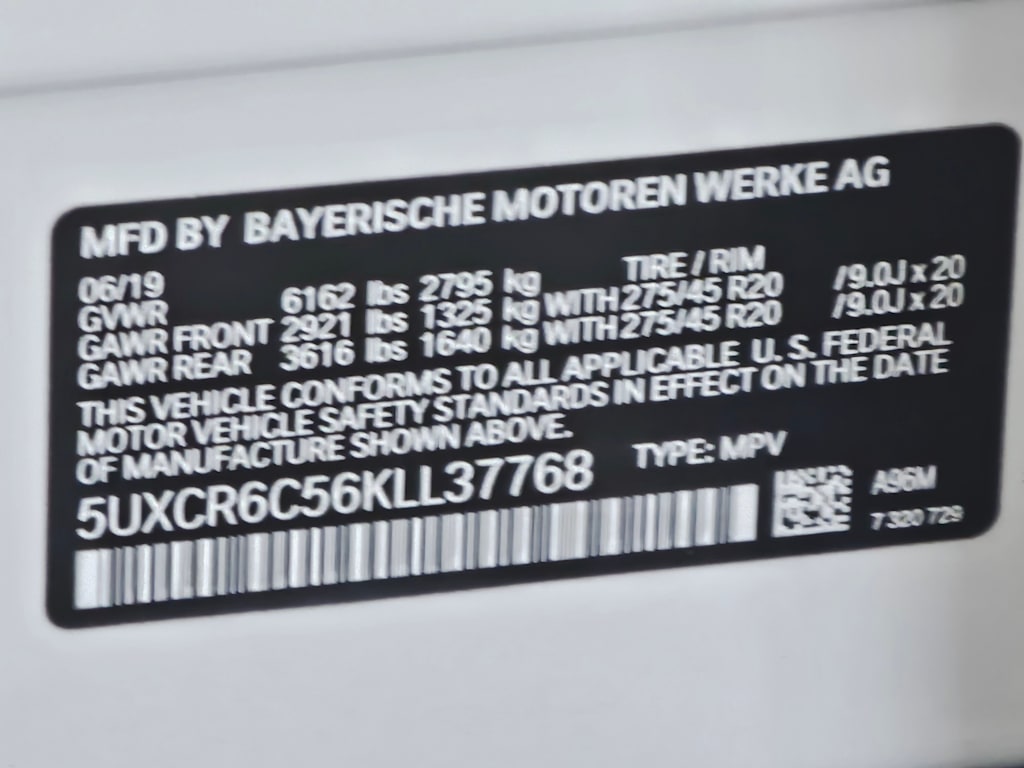 MFD BY BAYERISCHE MOTOREN WERKE AG
06/19 TIRE / RIM
GVWR 6162 lbs 2795 kg
GAWR FRONT 2921 lbs 1325 kg WITH 275/45 R20 /9.0J x 20
GAWR REAR 3616 lbs 1640 kg WITH 275/45 R20 /9.0J x 20
THIS VEHICLE CONFORMS TO ALL APPLICABLE U. S. FEDERAL
MOTOR VEHICLE SAFETY STANDARDS IN EFFECT ON THE DATE
OF MANUFACTURE SHOWN ABOVE.
5UXCR6C56KLL37768 TYPE: MPV
A96M
7 320 729